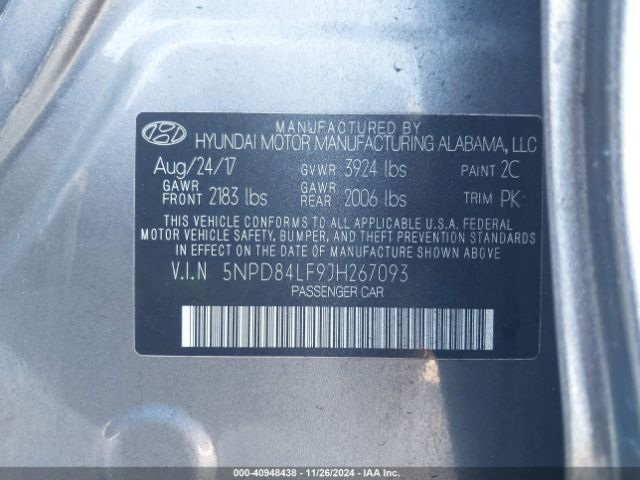 MANUFACTURED BY
HYUNDAI MOTOR MANUFACTURING ALABAMA, LLC
Aug/24/17 GVWR 3924 lbs PAINT 2C
GAWR FRONT 2183 lbs GAWR REAR 2006 lbs TRIM PK
THIS VEHICLE CONFORMS TO ALL APPLICABLE U.S.A. FEDERAL
MOTOR VEHICLE SAFETY, BUMPER, AND THEFT PREVENTION STANDARDS
IN EFFECT ON THE DATE OF MANUFACTURE SHOWN ABOVE
V.I.N 5NPD84LF9JH267093
PASSENGER CAR
000-40948438 - 11/26/2024 - IAA Inc.